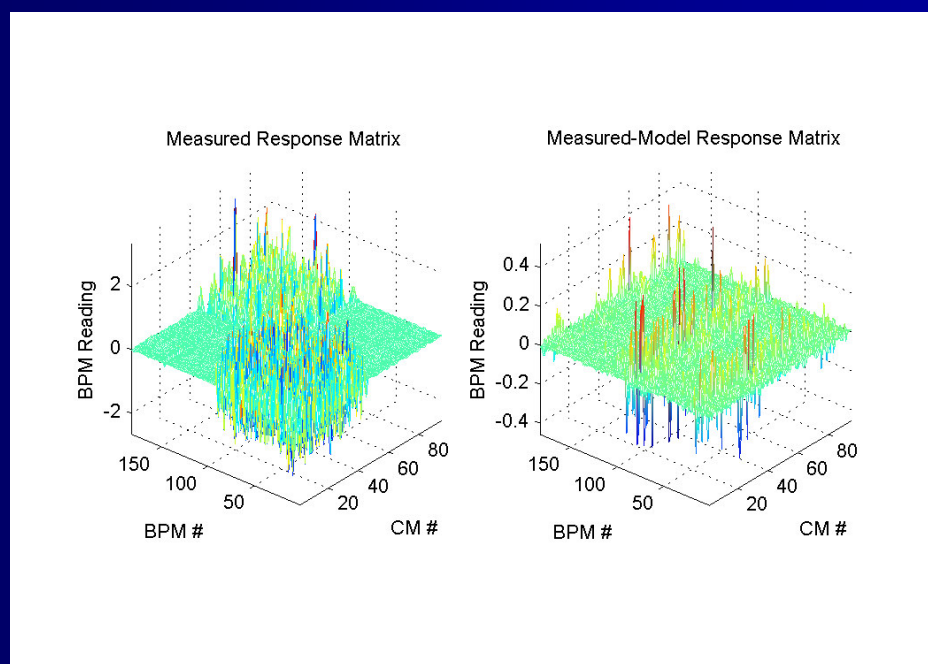 Measured Response Matrix
BPM Reading
2
0
-2
150
100
50
20
40
60
80
BPM #
CM #
Measured-Model Response Matrix
BPM Reading
0.4
0.2
0
-0.2
-0.4
150
100
50
20
40
60
80
BPM #
CM #